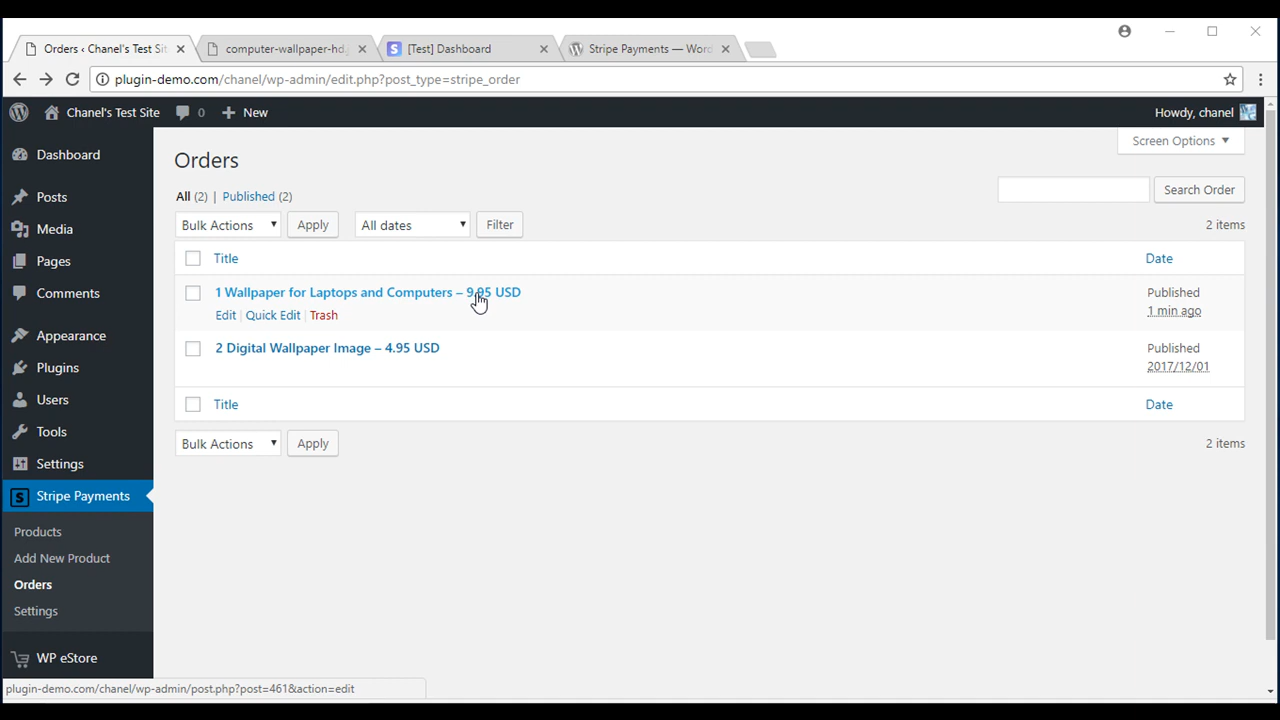 Orders ‹ Chanel's Test Sit
computer-wallpaper-hd.
[Test] Dashboard
Stripe Payments — Wor
plugin-demo.com/chanel/wp-admin/edit.php?post_type=stripe_order
Chanel's Test Site 0 New Howdy, chanel
Screen Options
Dashboard
Posts
Media
Pages
Comments
Appearance
Plugins
Users
Tools
Settings
Stripe Payments
Products
Add New Product
Orders
Settings
WP eStore
Orders
All (2) | Published (2)
Search Order
Bulk Actions Apply All dates Filter 2 items
Title Date
1 Wallpaper for Laptops and Computers – 9.95 USD Published
Edit | Quick Edit | Trash 1 min ago
2 Digital Wallpaper Image – 4.95 USD Published
2017/12/01
Title Date
Bulk Actions Apply 2 items
plugin-demo.com/chanel/wp-admin/post.php?post=461&action=edit